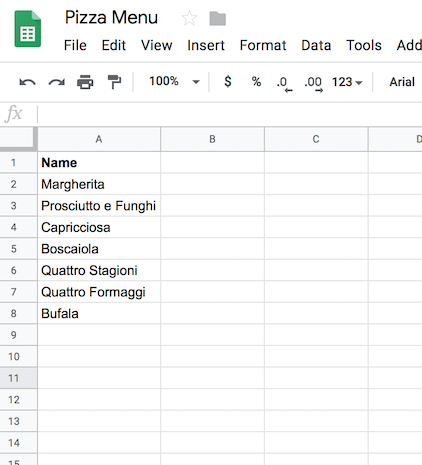 Pizza Menu
File Edit View Insert Format Data Tools Add
100% $ % .0 .00 123 Arial
fx
A B C D
1 Name
2 Margherita
3 Prosciutto e Funghi
4 Capricciosa
5 Boscaiola
6 Quattro Stagioni
7 Quattro Formaggi
8 Bufala
9
10
11
12
13
14
15